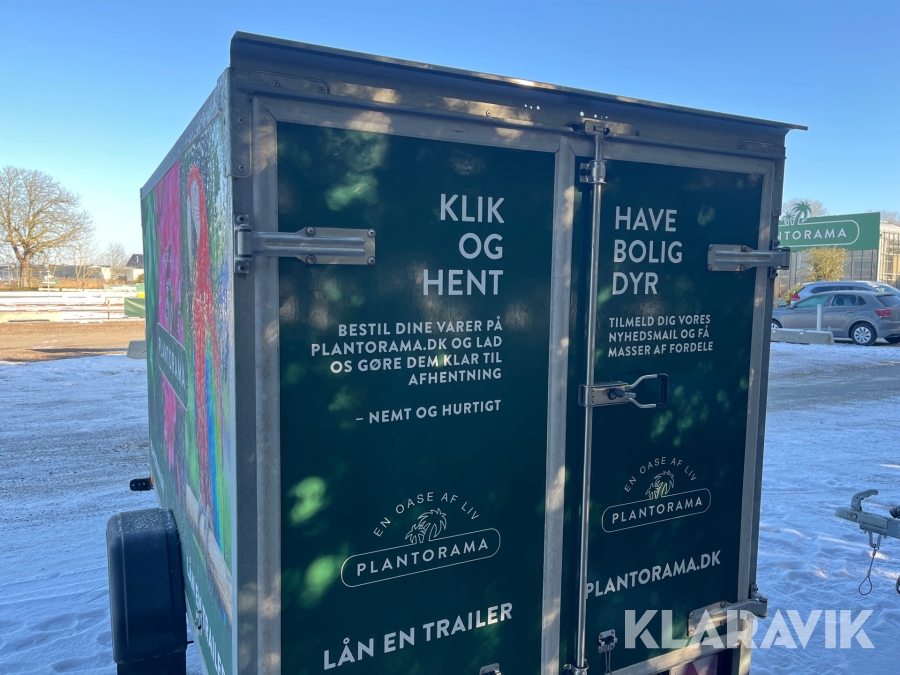 KLIK
OG
HENT
BESTIL DINE VARER PÅ
PLANTORAMA.DK OG LAD
OS GØRE DEM KLAR TIL
AFHENTNING
– NEMT OG HURTIGT
EN OASE AF LIV
PLANTORAMA
LÅN EN TRAILER
HAVE
BOLIG
DYR
TILMELD DIG VORES
NYHEDSMAIL OG FÅ
MASSER AF FORDELE
EN OASE AF LIV
PLANTORAMA
PLANTORAMA.DK
PLANTORAMA
KLARAVIK